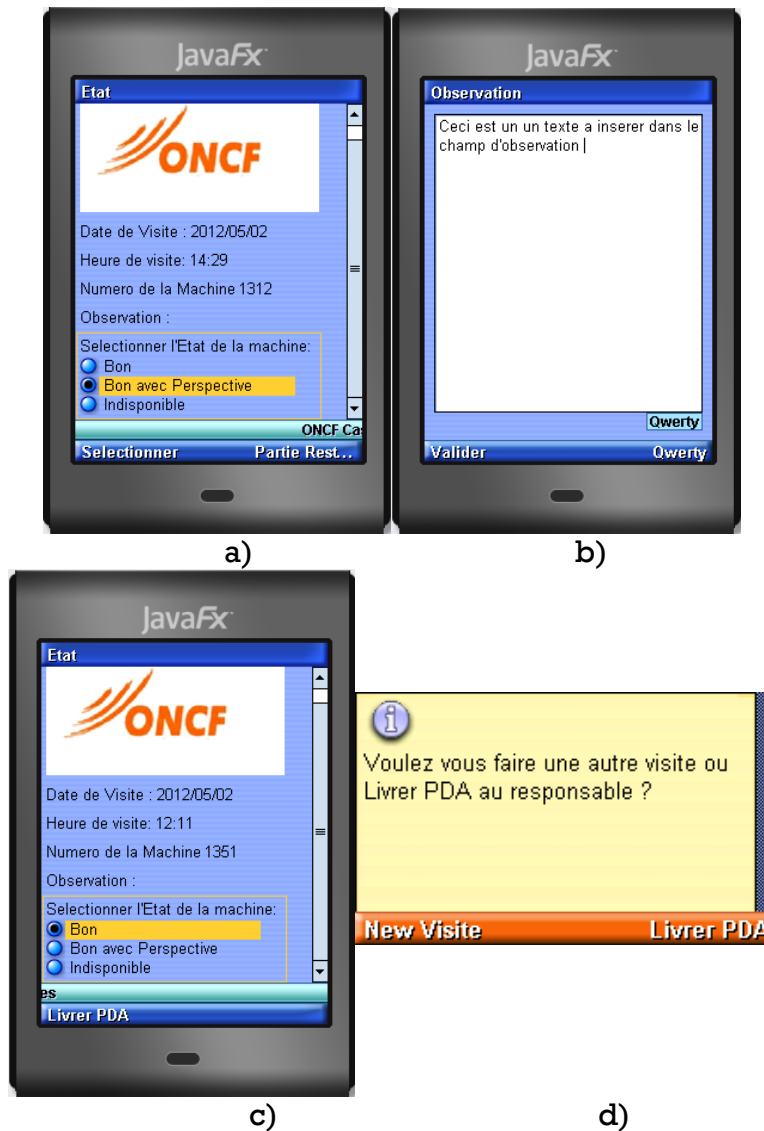 JavaFx
Etat
ONCF
Date de Visite : 2012/05/02
Heure de visite: 14:29
Numero de la Machine 1312
Observation :
Selectionner l'Etat de la machine:
Bon
Bon avec Perspective
Indisponible
ONCF Cas
Selectionner Partie Rest...
a)
JavaFx
Observation
Ceci est un un texte a inserer dans le
champ d'observation
Qwerty
Valider Qwerty
b)
JavaFx
Etat
ONCF
Date de Visite : 2012/05/02
Heure de visite: 12:11
Numero de la Machine 1351
Observation :
Selectionner l'Etat de la machine:
Bon
Bon avec Perspective
Indisponible
es
Livrer PDA
c)
Voulez vous faire une autre visite ou
Livrer PDA au responsable ?
New Visite Livrer PDA
d)